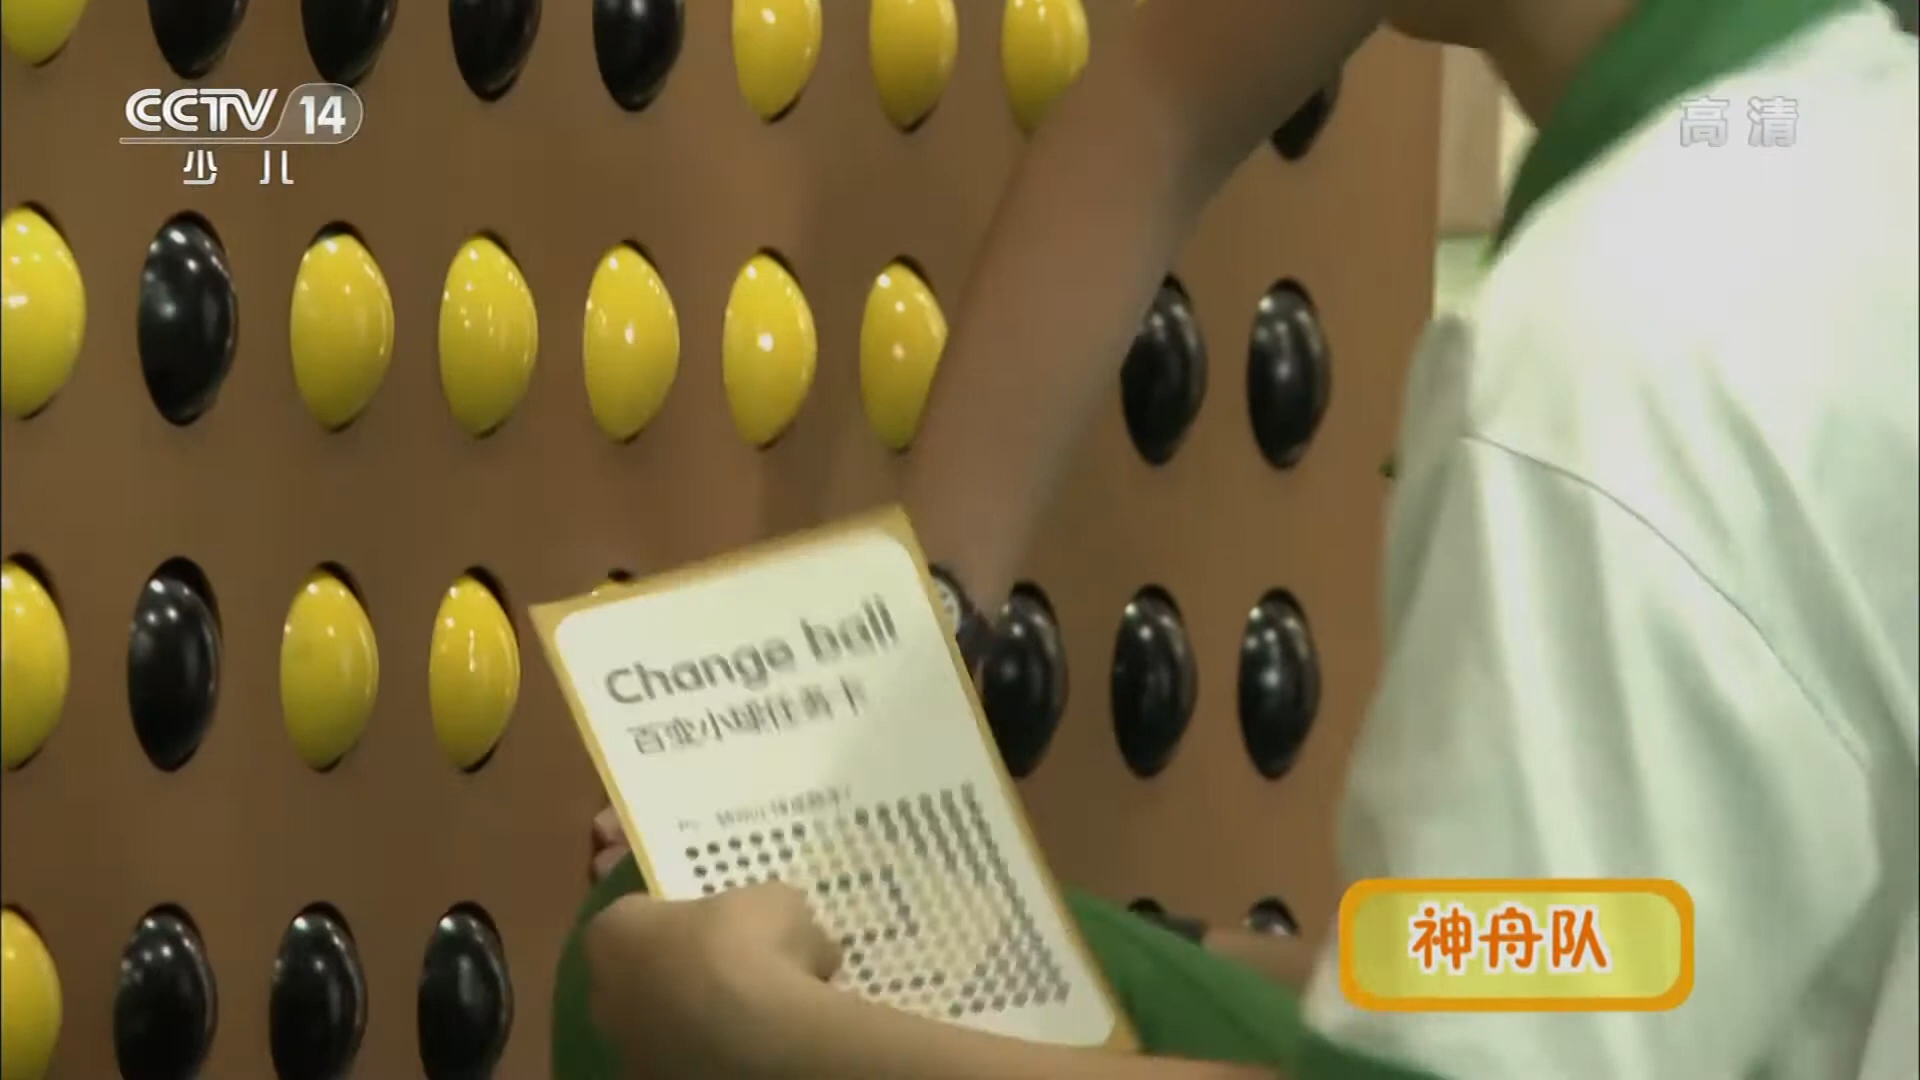 CCTV 14
少儿
高清
Change ball
百变小球任务卡
神舟队